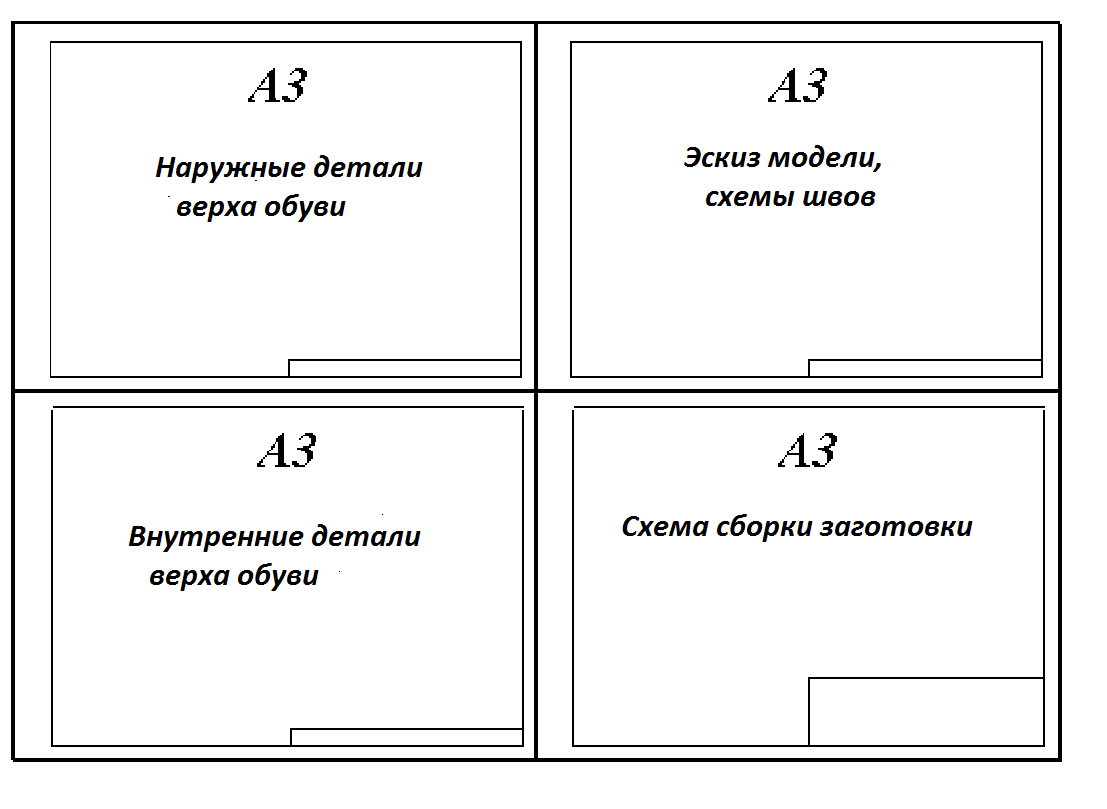 А3
Наружные детали
верха обуви
А3
Эскиз модели,
схемы швов
А3
Внутренние детали
верха обуви
А3
Схема сборки заготовки